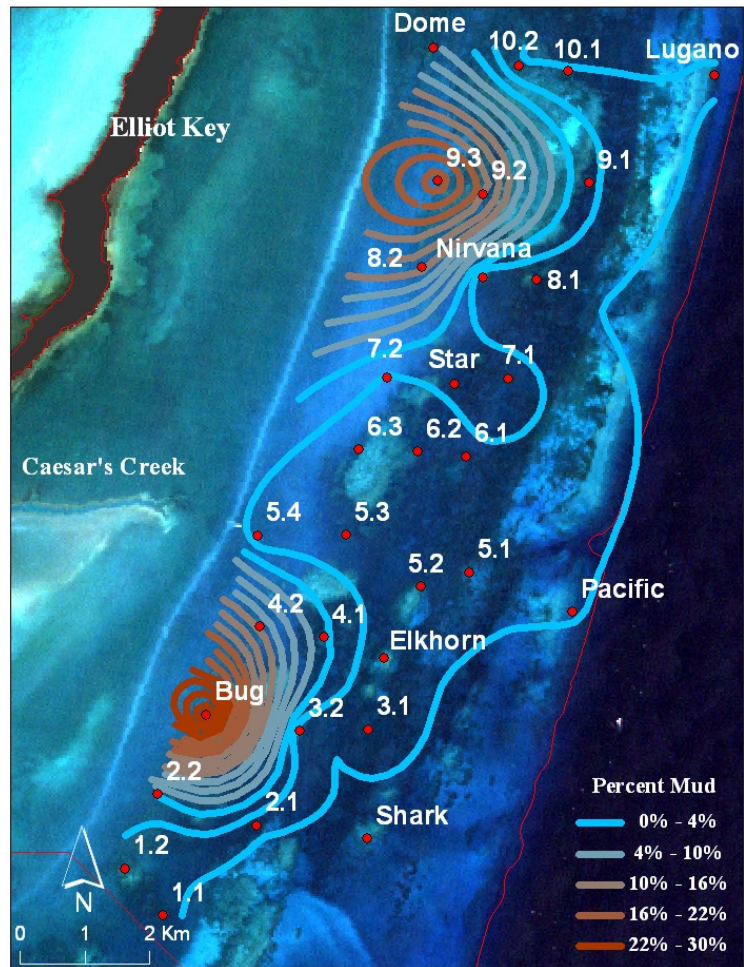 Dome
10.2
10.1
Lugano
Elliot Key
9.3
9.2
9.1
8.2
Nirvana
8.1
7.2
Star
7.1
6.3
6.2
6.1
Caesar's Creek
5.4
5.3
5.2
5.1
Pacific
4.2
4.1
Elkhorn
Bug
3.2
3.1
2.2
2.1
Shark
1.2
1.1
N
0 1 2 Km
Percent Mud
0% - 4%
4% - 10%
10% - 16%
16% - 22%
22% - 30%